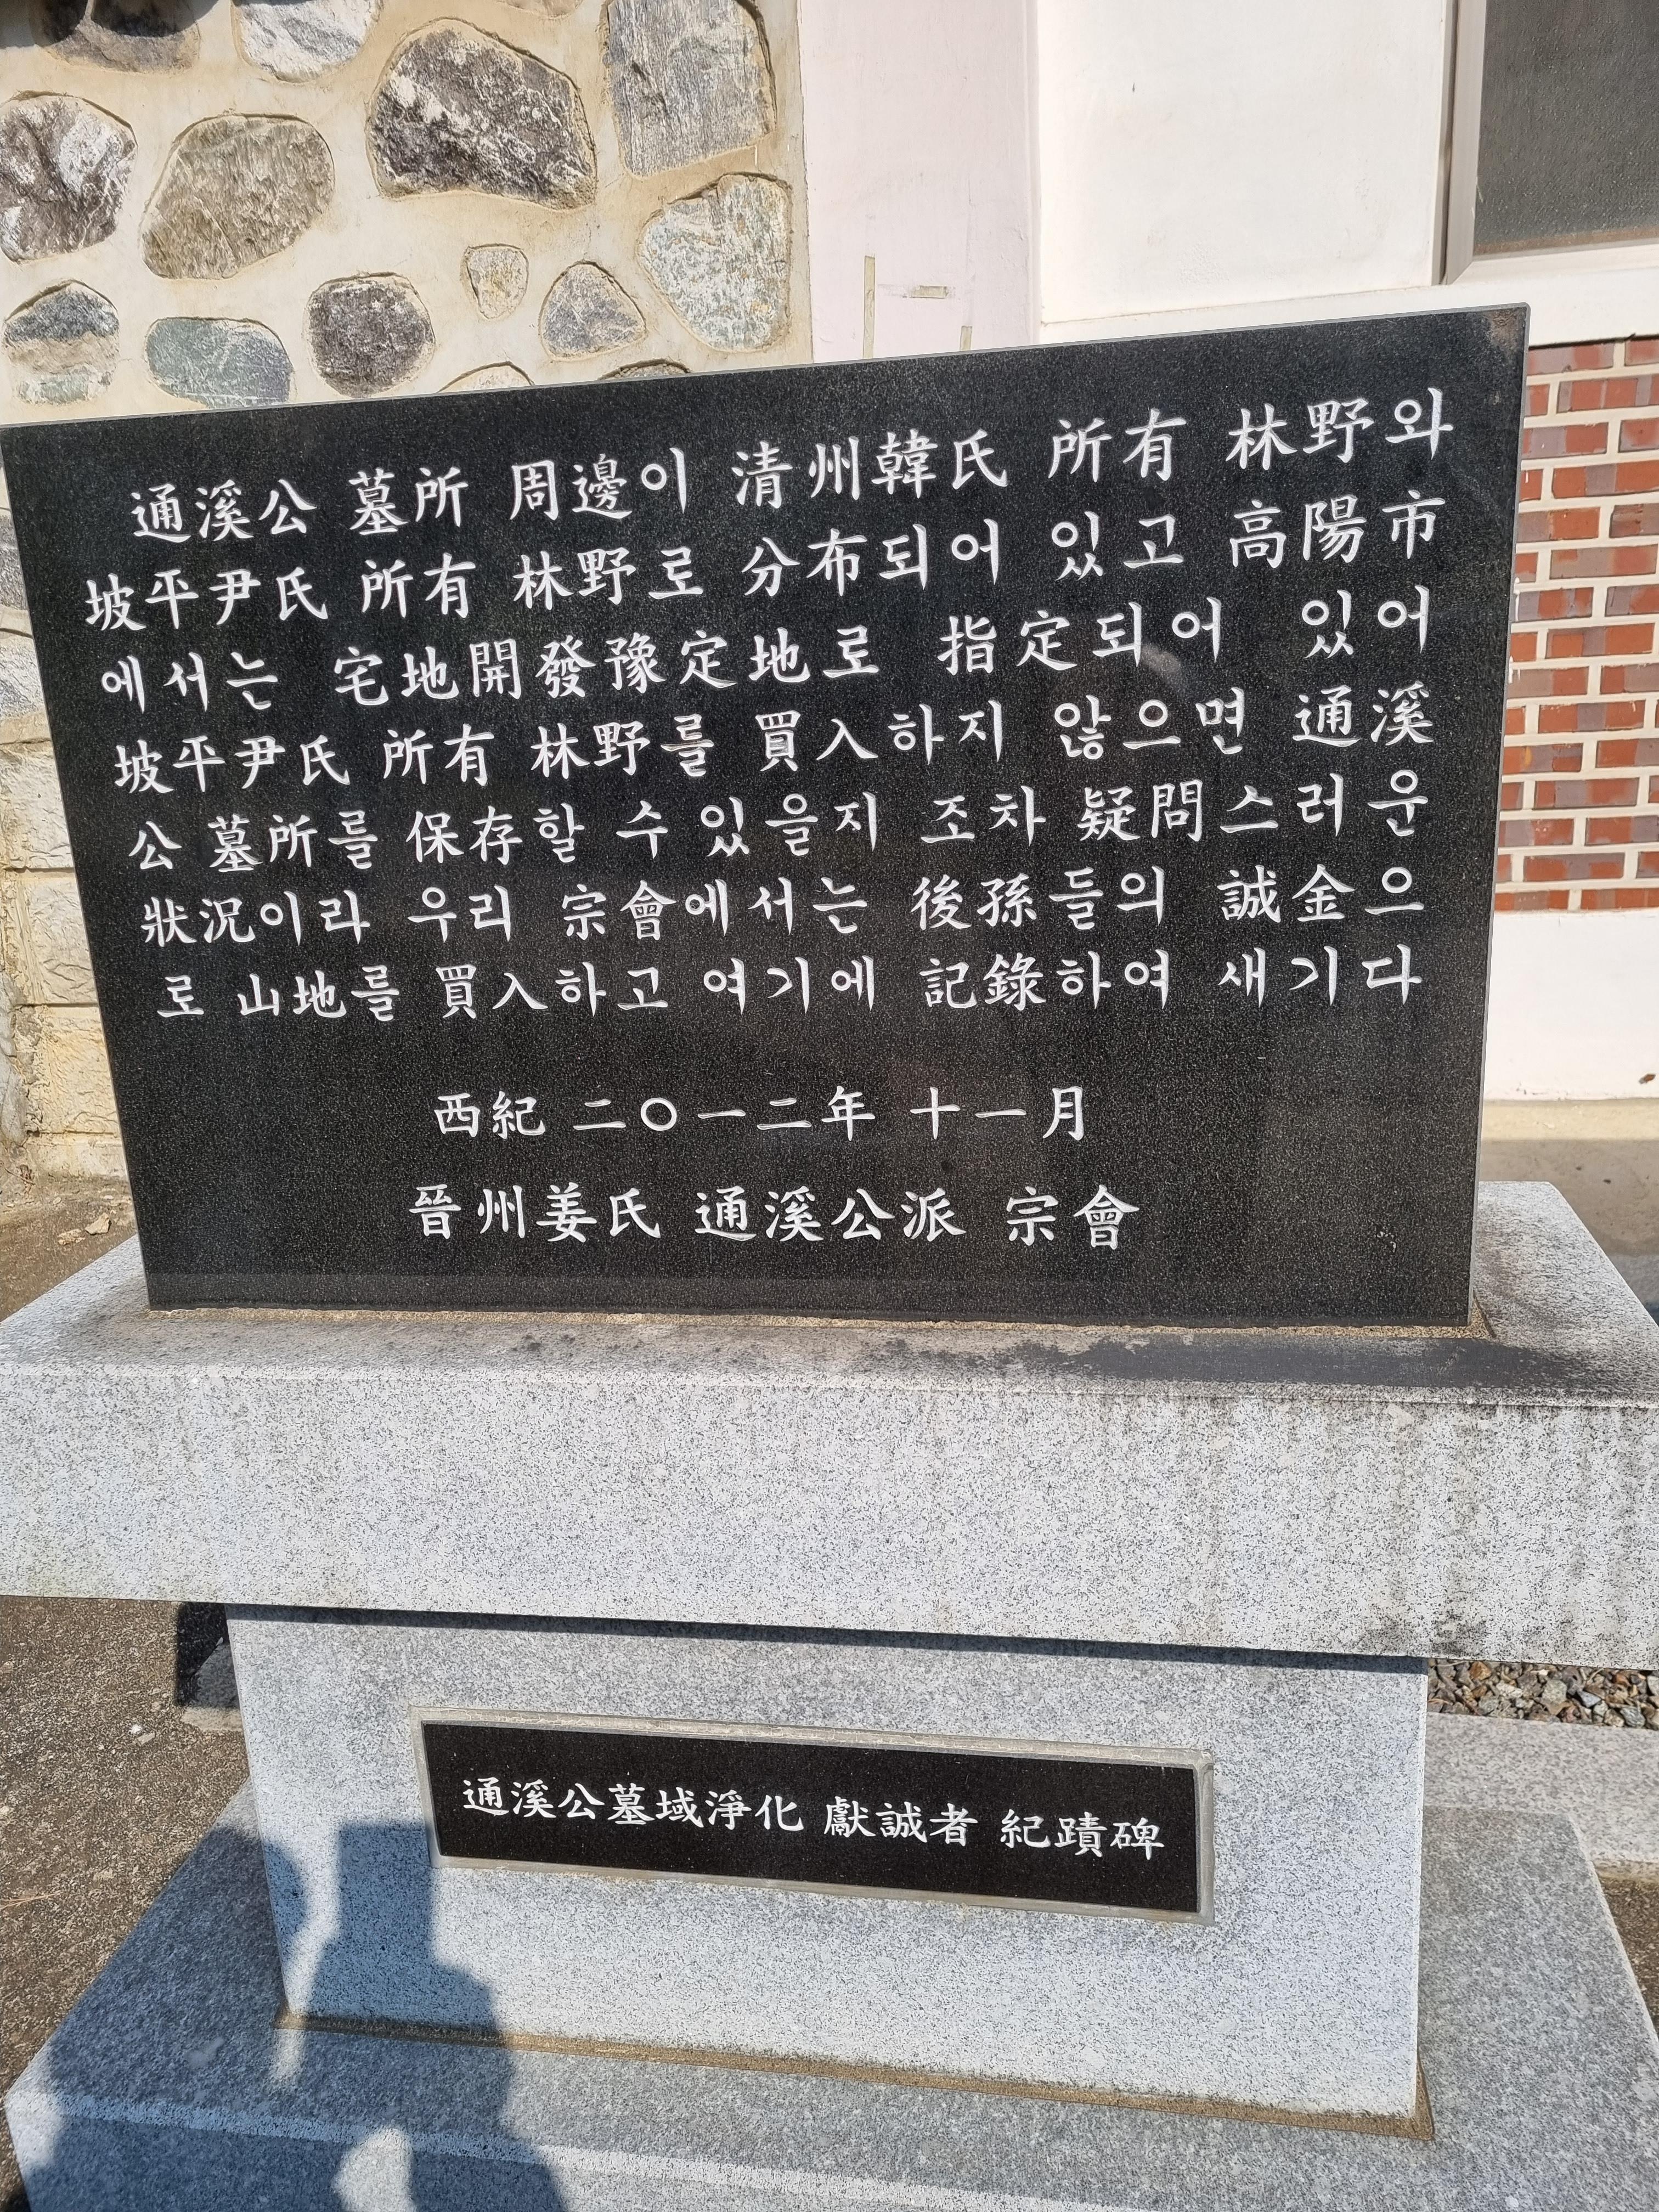 通溪公 墓所 周邊이 清州韓氏 所有 林野와
坡平尹氏 所有 林野로 分布되어 있고 高陽市
에서는 宅地開發豫定地로 指定되어 있어
坡平尹氏 所有 林野를 買入하지 않으면 通溪
公 墓所를 保存할 수 있을지 조차 疑問스러운
狀況이라 우리 宗會에서는 後孫들의 誠金으
로 山地를 買入하고 여기에 記錄하여 새기다
西紀 二〇一二年 十一月
晉州姜氏 通溪公派 宗會
通溪公墓域淨化 獻誠者 紀蹟碑